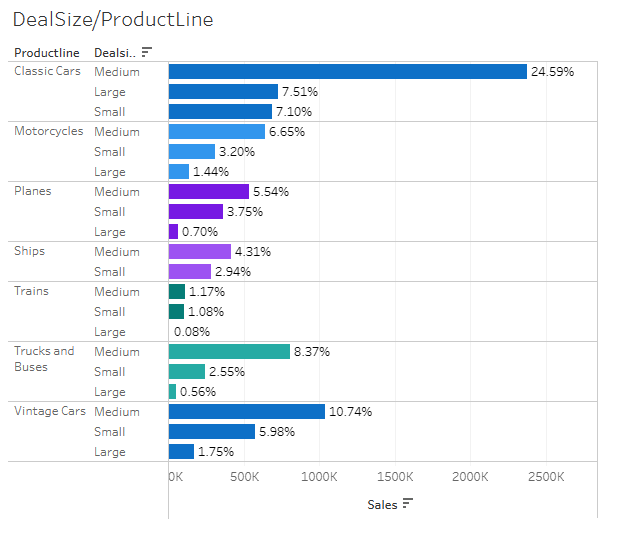 DealSize/ProductLine
Productline Dealsi..
Classic Cars Medium 24.59%
Large 7.51%
Small 7.10%
Motorcycles Medium 6.65%
Small 3.20%
Large 1.44%
Planes Medium 5.54%
Small 3.75%
Large 0.70%
Ships Medium 4.31%
Small 2.94%
Trains Medium 1.17%
Small 1.08%
Large 0.08%
Trucks and Medium 8.37%
Buses Small 2.55%
Large 0.56%
Vintage Cars Medium 10.74%
Small 5.98%
Large 1.75%
0K 500K 1000K 1500K 2000K 2500K
Sales